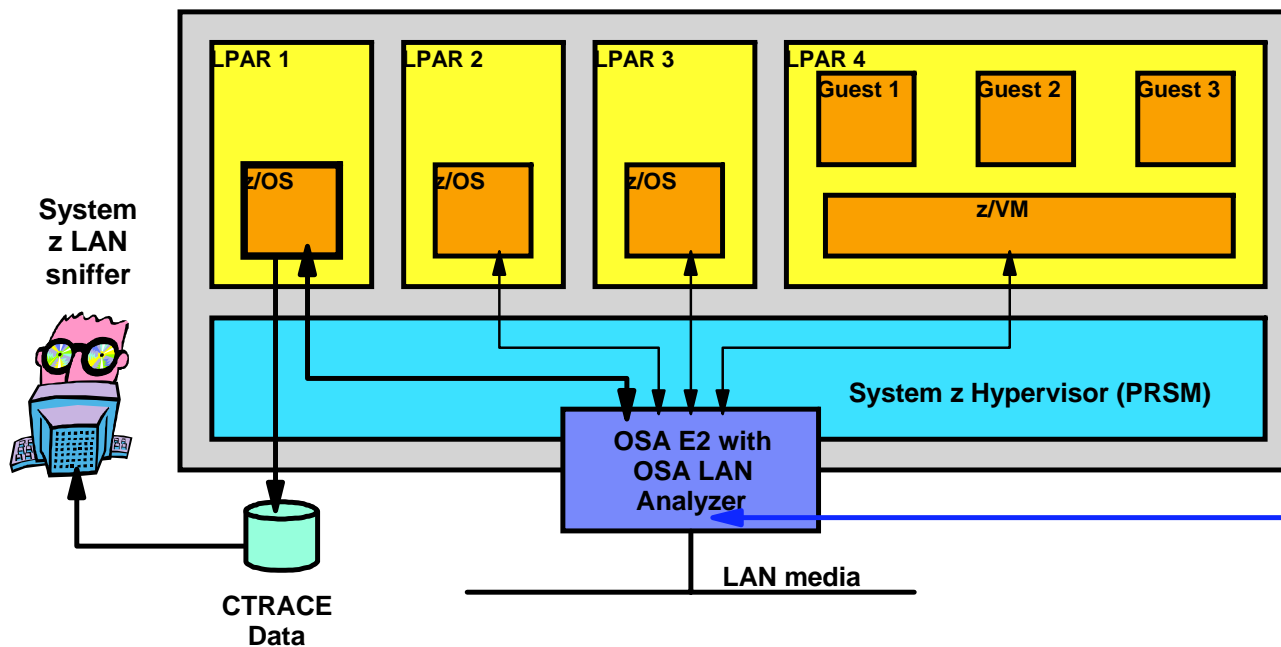 LPAR 1
LPAR 2
LPAR 3
LPAR 4
Guest 1
Guest 2
Guest 3
z/OS
z/OS
z/OS
z/VM
System
z LAN
sniffer
System z Hypervisor (PRSM)
OSA E2 with
OSA LAN
Analyzer
LAN media
CTRACE
Data